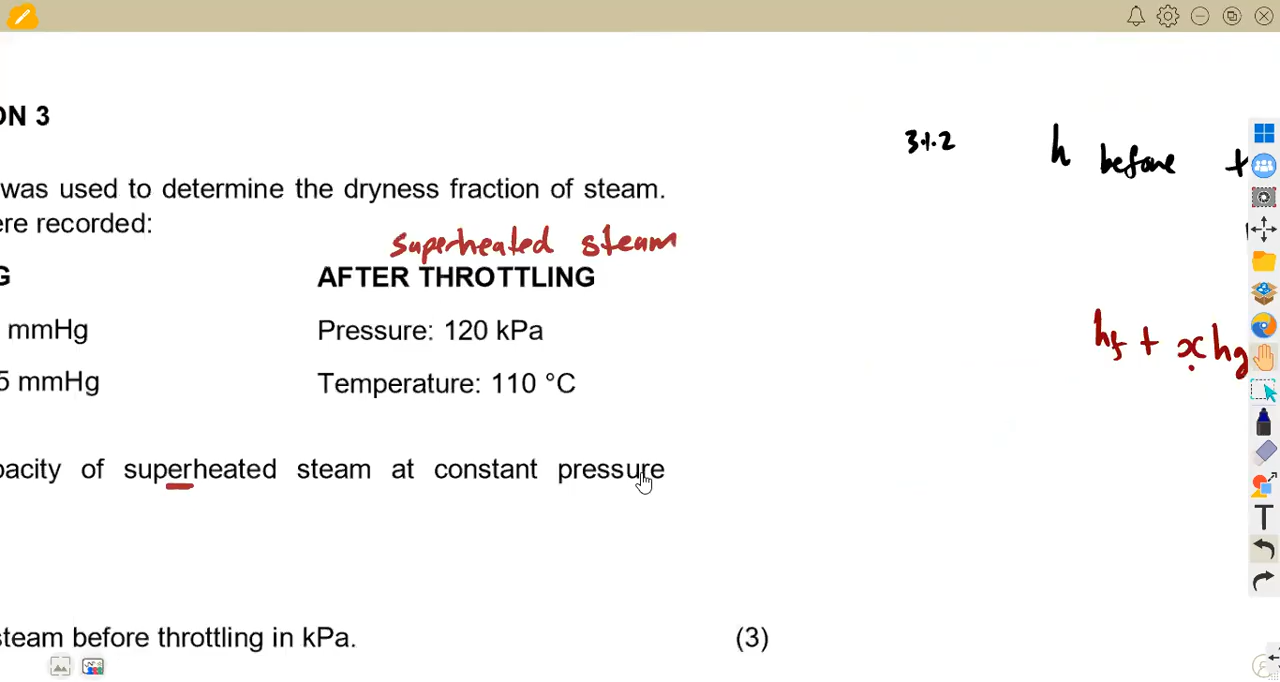 ON 3
3.1.2 h before
was used to determine the dryness fraction of steam.
ere recorded:
superheated steam
G AFTER THROTTLING
mmHg Pressure: 120 kPa
hf + x hg
5 mmHg Temperature: 110 °C
pacity of superheated steam at constant pressure
T
steam before throttling in kPa. (3)